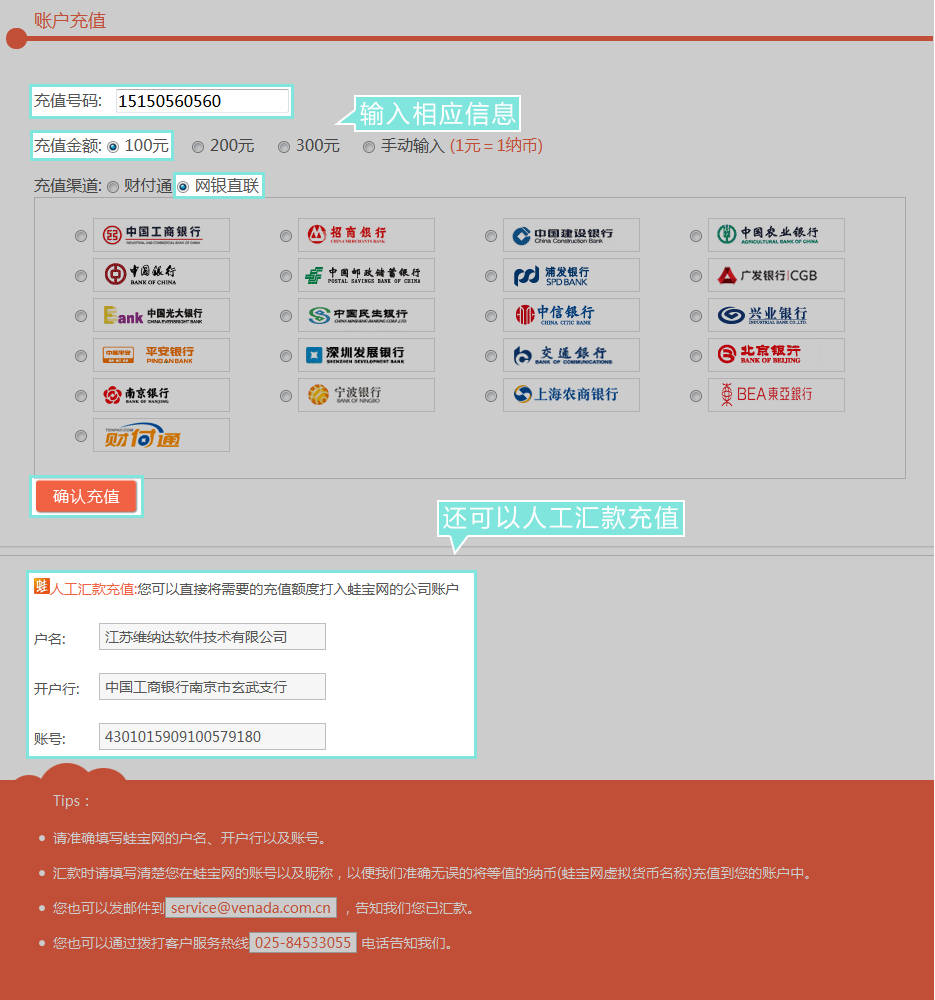 账户充值
充值号码: 15150560560
输入相应信息
充值金额: 100元 200元 300元 手动输入 (1元 = 1纳币)
充值渠道: 财付通 网银直联
中国工商银行 INDUSTRIAL AND COMMERCIAL BANK OF CHINA 招商银行 CHINA MERCHANTS BANK 中国建设银行 China Construction Bank 中国农业银行 AGRICULTURAL BANK OF CHINA
中国银行 BANK OF CHINA 中国邮政储蓄银行 POSTAL SAVINGS BANK OF CHINA 浦发银行 SPD BANK 广发银行|CGB
Bank 中国光大银行 CHINA EVERBRIGHT BANK 中国民生银行 CHINA MINSHENG BANKING CORP.,LTD. 中信银行 CHINA CITIC BANK 兴业银行 INDUSTRIAL BANK CO.,LTD.
中国平安 平安银行 PINGAN BANK 深圳发展银行 SHENZHEN DEVELOPMENT BANK 交通银行 BANK OF COMMUNICATIONS 北京银行 BANK OF BEIJING
南京银行 BANK OF NANJING 宁波银行 BANK OF NINGBO 上海农商银行 BEA東亞銀行
TENPAY.COM 财付通
确认充值
还可以人工汇款充值
蛙 人工汇款充值:您可以直接将需要的充值额度打入蛙宝网的公司账户
户名: 江苏维纳达软件技术有限公司
开户行: 中国工商银行南京市玄武支行
账号: 4301015909100579180
Tips：
请准确填写蛙宝网的户名、开户行以及账号。
汇款时请填写清楚您在蛙宝网的账号以及昵称，以便我们准确无误的将等值的纳币(蛙宝网虚拟货币名称)充值到您的账户中。
您也可以发邮件到 service@venada.com.cn ，告知我们您已汇款。
您也可以通过拨打客户服务热线 025-84533055 电话告知我们。